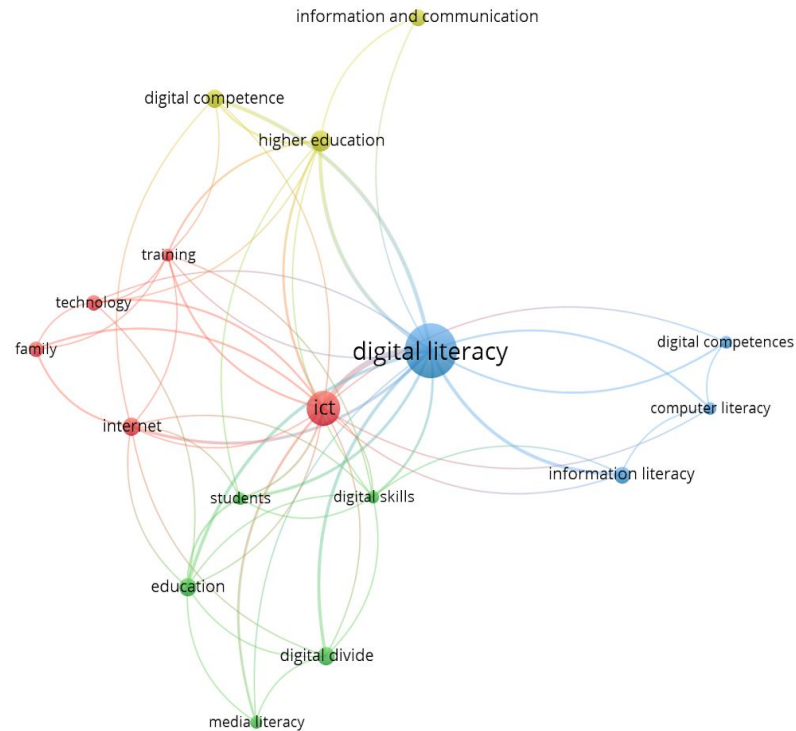 information and communication
digital competence
higher education
training
technology
family
digital literacy
digital competences
ict
computer literacy
internet
information literacy
students
digital skills
education
digital divide
media literacy